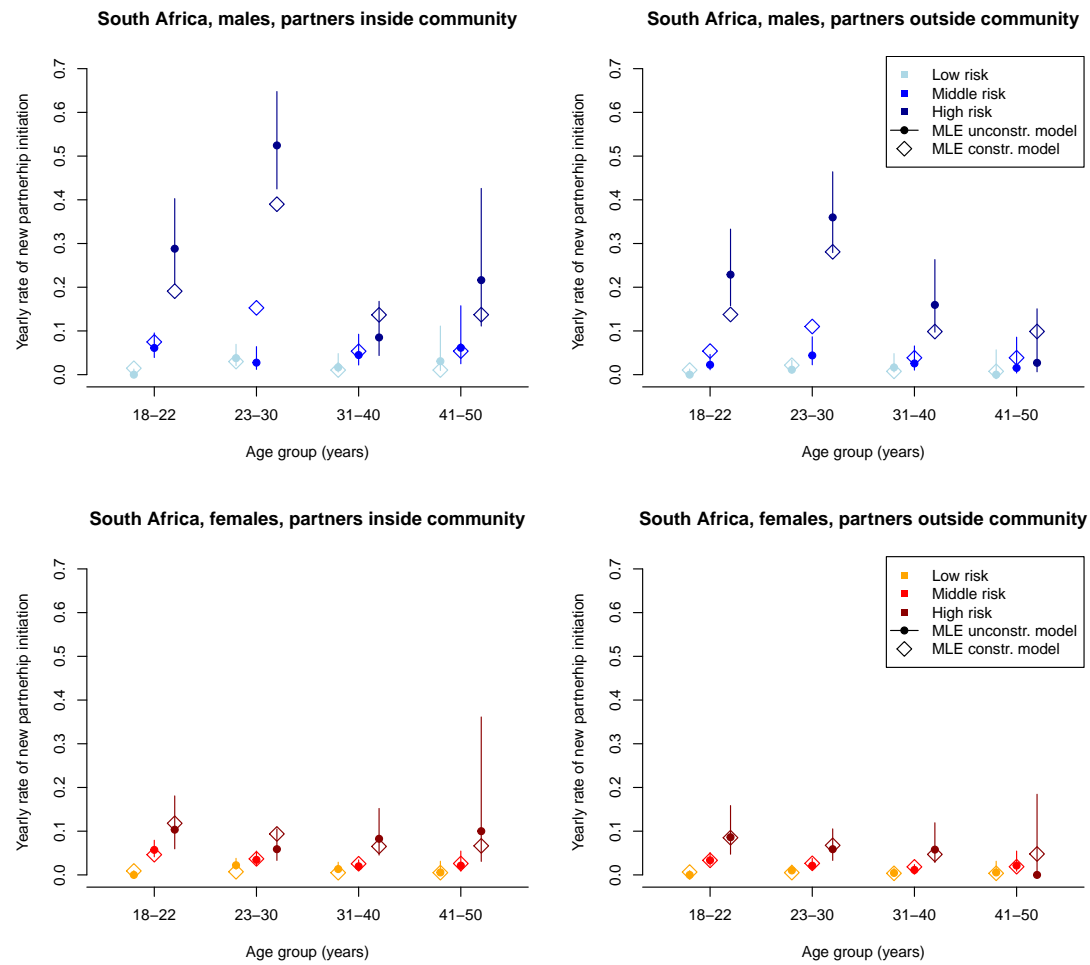 South Africa, males, partners inside community
Yearly rate of new partnerhip initiation
0.7
0.6
0.5
0.4
0.3
0.2
0.1
0.0
18–22
23–30
31–40
41–50
Age group (years)
South Africa, males, partners outside community
Yearly rate of new partnerhip initiation
0.7
0.6
0.5
0.4
0.3
0.2
0.1
0.0
Low risk
Middle risk
High risk
MLE unconstr. model
MLE constr. model
18–22
23–30
31–40
41–50
Age group (years)
South Africa, females, partners inside community
Yearly rate of new partnerhip initiation
0.7
0.6
0.5
0.4
0.3
0.2
0.1
0.0
18–22
23–30
31–40
41–50
Age group (years)
South Africa, females, partners outside community
Yearly rate of new partnerhip initiation
0.7
0.6
0.5
0.4
0.3
0.2
0.1
0.0
Low risk
Middle risk
High risk
MLE unconstr. model
MLE constr. model
18–22
23–30
31–40
41–50
Age group (years)